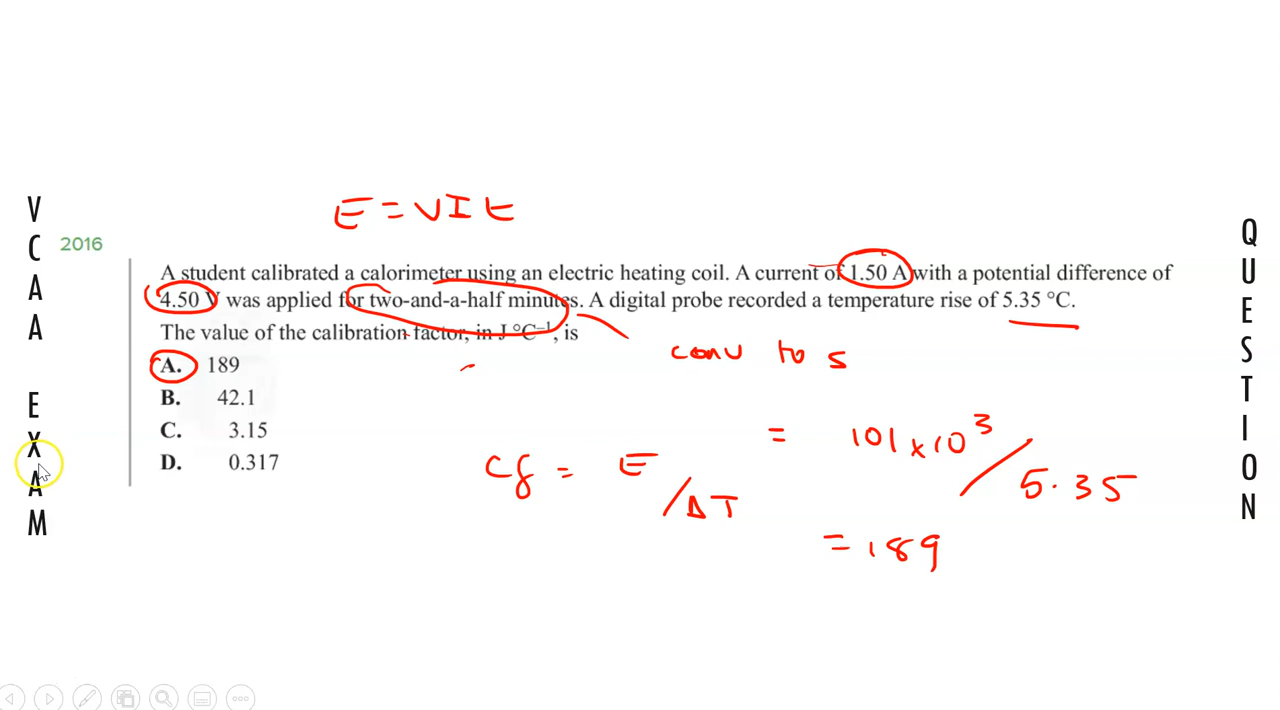 VCAA EXAM
E = VIt
2016
A student calibrated a calorimeter using an electric heating coil. A current of 1.50 A with a potential difference of
4.50 V was applied for two-and-a-half minutes. A digital probe recorded a temperature rise of 5.35 °C.
The value of the calibration factor, in J °C⁻¹, is
A. 189
B. 42.1
C. 3.15
D. 0.317
conv to s
Cf = E/ΔT = 101 x 10³/5.35
= 189
QUESTION